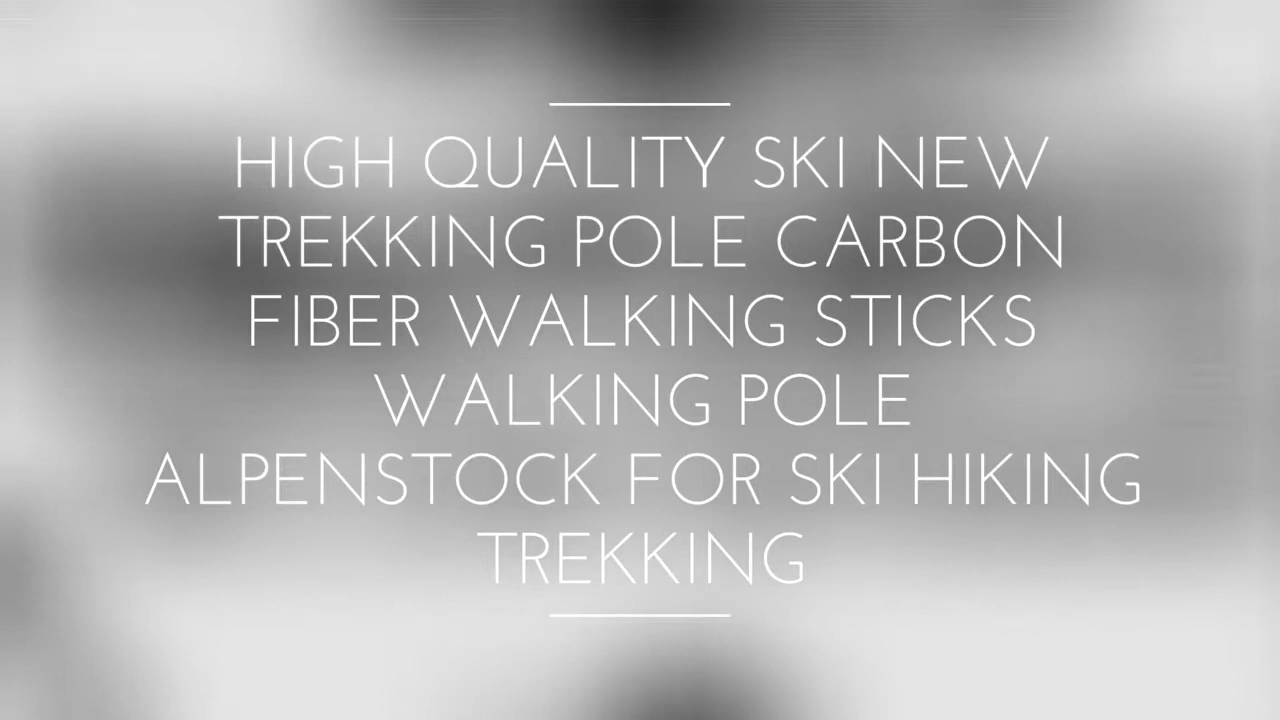 HIGH QUALITY SKI NEW
TREKKING POLE CARBON
FIBER WALKING STICKS
WALKING POLE
ALPENSTOCK FOR SKI HIKING
TREKKING